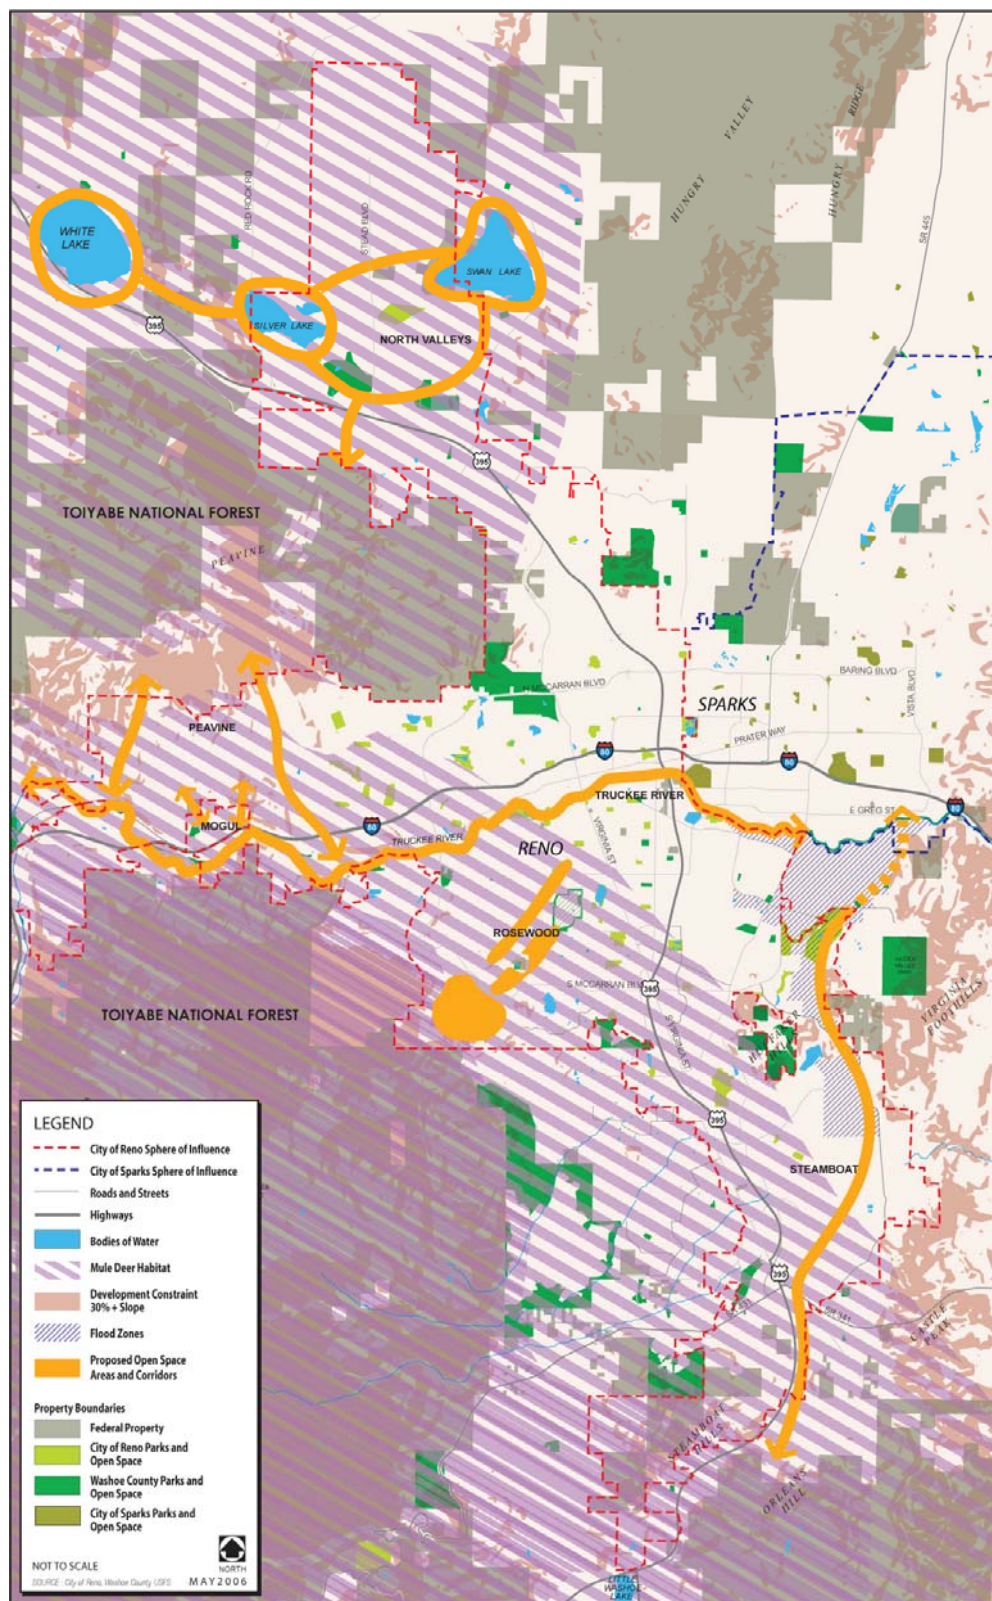 HUNGRY VALLEY
HUNGRY RIDGE
SR 445
RED ROCK RD
STEAD BLVD
WHITE
LAKE
SWAN LAKE
SILVER LAKE
395
NORTH VALLEYS
395
TOIYABE NATIONAL FOREST
PEAVINE
N MCCARRAN BLVD
BARING BLVD
VISTA BLVD
SPARKS
PEAVINE
PRATER WAY
80
80
TRUCKEE RIVER
E GREG ST
80
MOGUL
80
TRUCKEE RIVER
VIRGINIA ST
RENO
ROSEWOOD
S MCCARRAN BLVD
395
VIRGINIA
FOOTHILLS
TOIYABE NATIONAL FOREST
S VIRGINIA ST
395
STEAMBOAT
395
SR 341
CASTLE
PEAK
STEAMBOAT
HILLS
ORLEANS
HILL
LITTLE
WASHOE
LAKE
LEGEND
City of Reno Sphere of Influence
City of Sparks Sphere of Influence
Roads and Streets
Highways
Bodies of Water
Mule Deer Habitat
Development Constraint
30% + Slope
Flood Zones
Proposed Open Space
Areas and Corridors
Property Boundaries
Federal Property
City of Reno Parks and
Open Space
Washoe County Parks and
Open Space
City of Sparks Parks and
Open Space
NOT TO SCALE
NORTH
SOURCE: City of Reno, Washoe County, USFS
MAY2006